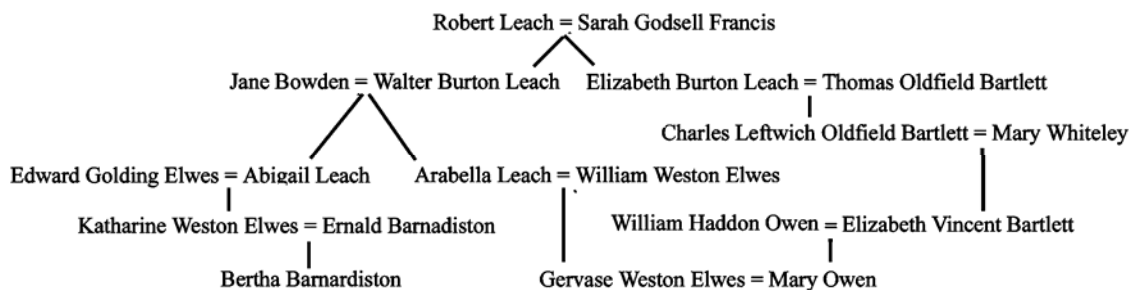 Robert Leach = Sarah Godsell Francis
Jane Bowden = Walter Burton Leach Elizabeth Burton Leach = Thomas Oldfield Bartlett
Charles Leftwich Oldfield Bartlett = Mary Whiteley
Edward Golding Elwes = Abigail Leach Arabella Leach = William Weston Elwes
Katharine Weston Elwes = Ernald Barnadiston William Haddon Owen = Elizabeth Vincent Bartlett
Bertha Barnardiston Gervase Weston Elwes = Mary Owen